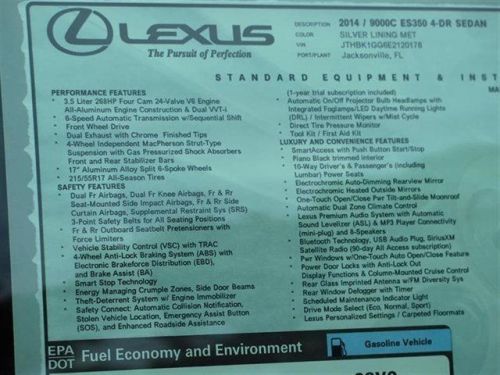 LEXUS
The Pursuit of Perfection
DESCRIPTION 2014 / 9000C ES350 4-DR SEDAN
COLOR SILVER LINING MET
VIN JTHBK1GG6E2120178
PORT/PLANT Jacksonville, FL
STANDARD EQUIPMENT & INST
PERFORMANCE FEATURES
3.5 Liter 268HP Four Cam 24-Valve V6 Engine
All-Aluminum Engine Construction & Dual VVT-i
6-Speed Automatic Transmission w/Sequential Shift
Front Wheel Drive
Dual Exhaust with Chrome Finished Tips
4-Wheel Independent MacPherson Strut-Type
Suspension with Gas Pressurized Shock Absorbers
Front and Rear Stabilizer Bars
17" Aluminum Alloy Split 6-Spoke Wheels
215/55R17 All-Season Tires
SAFETY FEATURES
Dual Fr Airbags, Dual Fr Knee Airbags, Fr & Rr
Seat-Mounted Side Impact Airbags, Fr & Rr Side
Curtain Airbags, Supplemental Restraint Sys (SRS)
3-Point Safety Belts for All Seating Positions
Fr & Rr Outboard Seatbelt Pretensioners with
Force Limiters
Vehicle Stability Control (VSC) with TRAC
4-Wheel Anti-Lock Braking System (ABS) with
Electronic Brakeforce Distribution (EBD),
and Brake Assist (BA)
Smart Stop Technology
Energy Managing Crumple Zones, Side Door Beams
Theft-Deterrent System w/ Engine Immobilizer
Safety Connect: Automatic Collision Notification,
Stolen Vehicle Location, Emergency Assist Button
(SOS), and Enhanced Roadside Assistance
(1-year trial subscription included)
Automatic On/Off Projector Bulb Headlamps with
Integrated Foglamps/LED Daytime Running Lights
(DRL) / Intermittent Wipers w/Mist Cycle
Direct Tire Pressure Monitor
Tool Kit / First Aid Kit
LUXURY AND CONVENIENCE FEATURES
SmartAccess with Push Button Start/Stop
Piano Black trimmed interior
10-Way Driver's & Passenger's (including
Lumbar) Power Seats
Electrochromic Auto-Dimming Rearview Mirror
Electrochromic Heated Outside Mirrors
One-Touch Open/Close Pwr Tilt-and-Slide Moonroof
Automatic Dual Zone Climate Control
Lexus Premium Audio System with Automatic
Sound Levelizer (ASL) & MP3 Player Connectivity
(mini-plug) and 8-Speakers
Bluetooth Technology, USB Audio Plug, SiriusXM
Satellite Radio (90-day All Access subscription)
Pwr Windows w/One-Touch Auto Open/Close Feature
Power Door Locks with Anti-Lock Out
Display Functions & Column-Mounted Cruise Control
Rear Glass Imprinted Antenna w/FM Diversity Sys
Rear Window Defogger with Timer
Scheduled Maintenance Indicator Light
Drive Mode Select (Eco, Normal, Sport)
Lexus Personalized Settings / Carpeted Floormats
EPA
DOT
Fuel Economy and Environment
Gasoline Vehicle